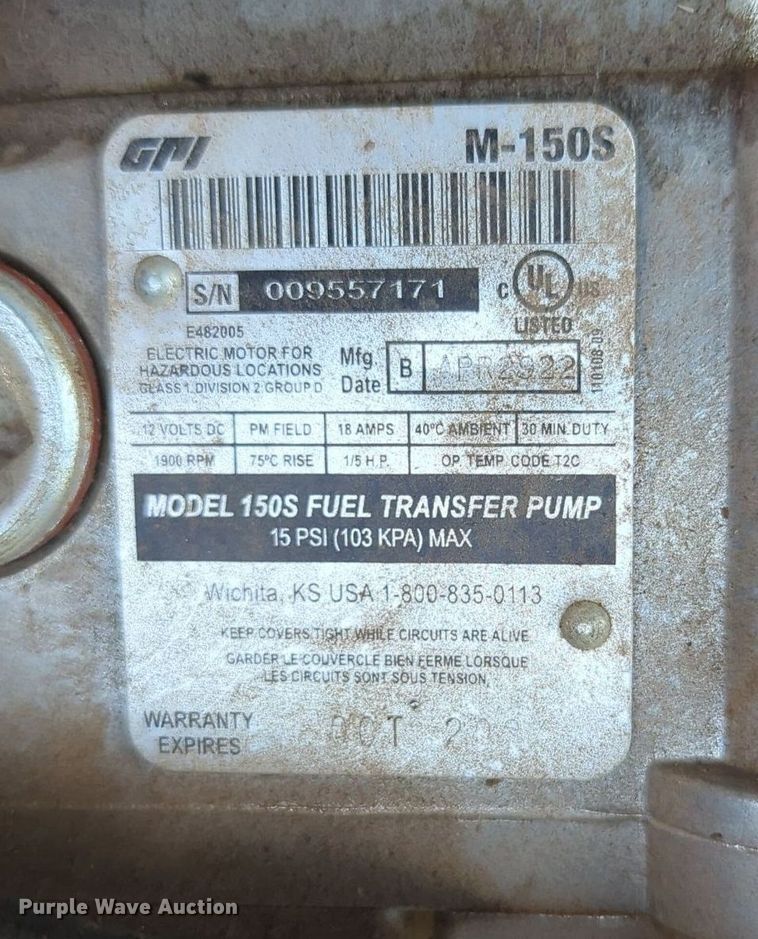 GPI M-150S
S/N 009557171
C UL US
LISTED
E482005
ELECTRIC MOTOR FOR
HAZARDOUS LOCATIONS
CLASS 1, DIVISION 2 GROUP D
Mfg.
Date B APR2022
110108-09
12 VOLTS DC PM FIELD 18 AMPS 40°C AMBIENT 30 MIN. DUTY
1900 RPM 75°C RISE 1/5 H.P. OP. TEMP. CODE T2C
MODEL 150S FUEL TRANSFER PUMP
15 PSI (103 KPA) MAX
Wichita, KS USA 1-800-835-0113
KEEP COVERS TIGHT WHILE CIRCUITS ARE ALIVE
GARDER LE COUVERCLE BIEN FERME LORSQUE
LES CIRCUITS SONT SOUS TENSION.
WARRANTY
EXPIRES OCT
Purple Wave Auction